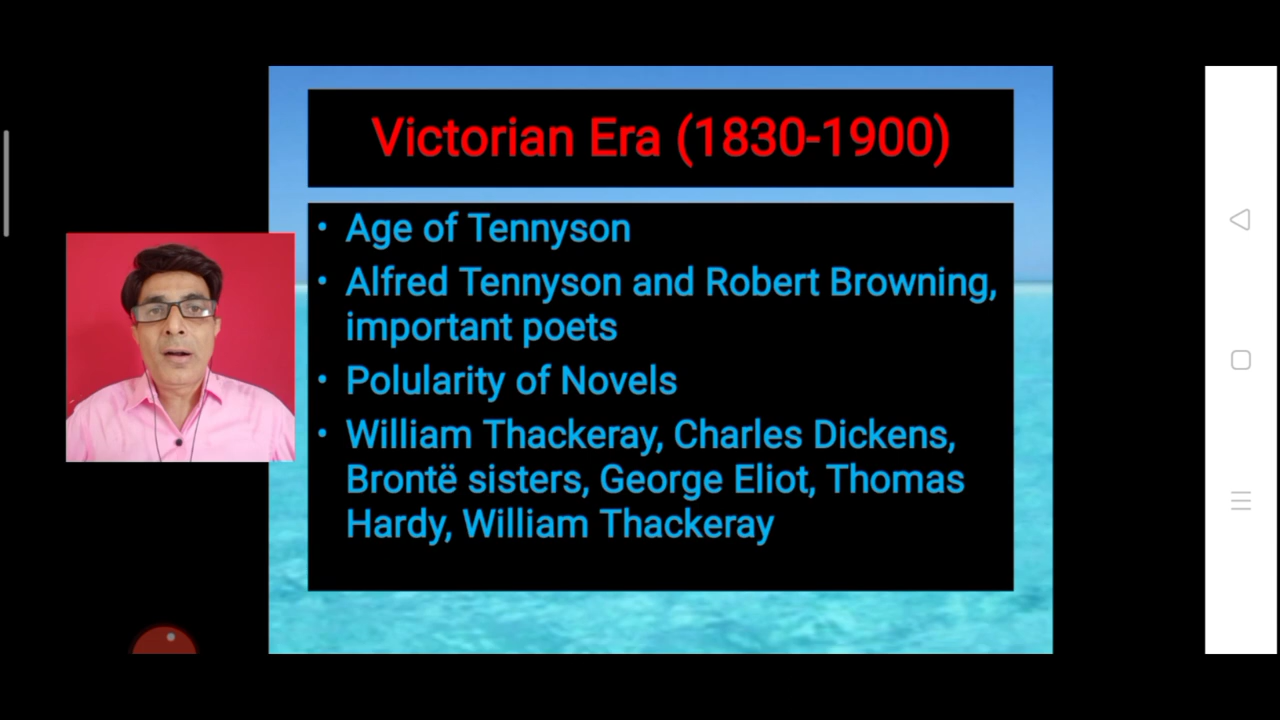 Victorian Era (1830-1900)
• Age of Tennyson
• Alfred Tennyson and Robert Browning,
important poets
• Polularity of Novels
• William Thackeray, Charles Dickens,
Brontë sisters, George Eliot, Thomas
Hardy, William Thackeray